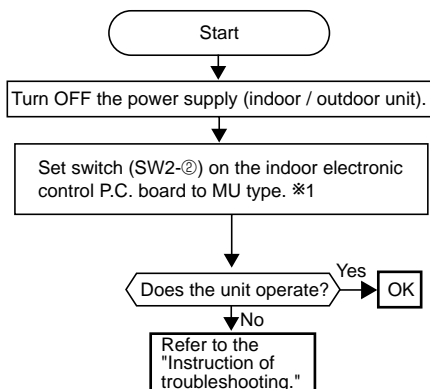 Start
Turn OFF the power supply (indoor / outdoor unit).
Set switch (SW2-②) on the indoor electronic
control P.C. board to MU type. ※1
Does the unit operate?
Yes
OK
No
Refer to the
"Instruction of
troubleshooting."